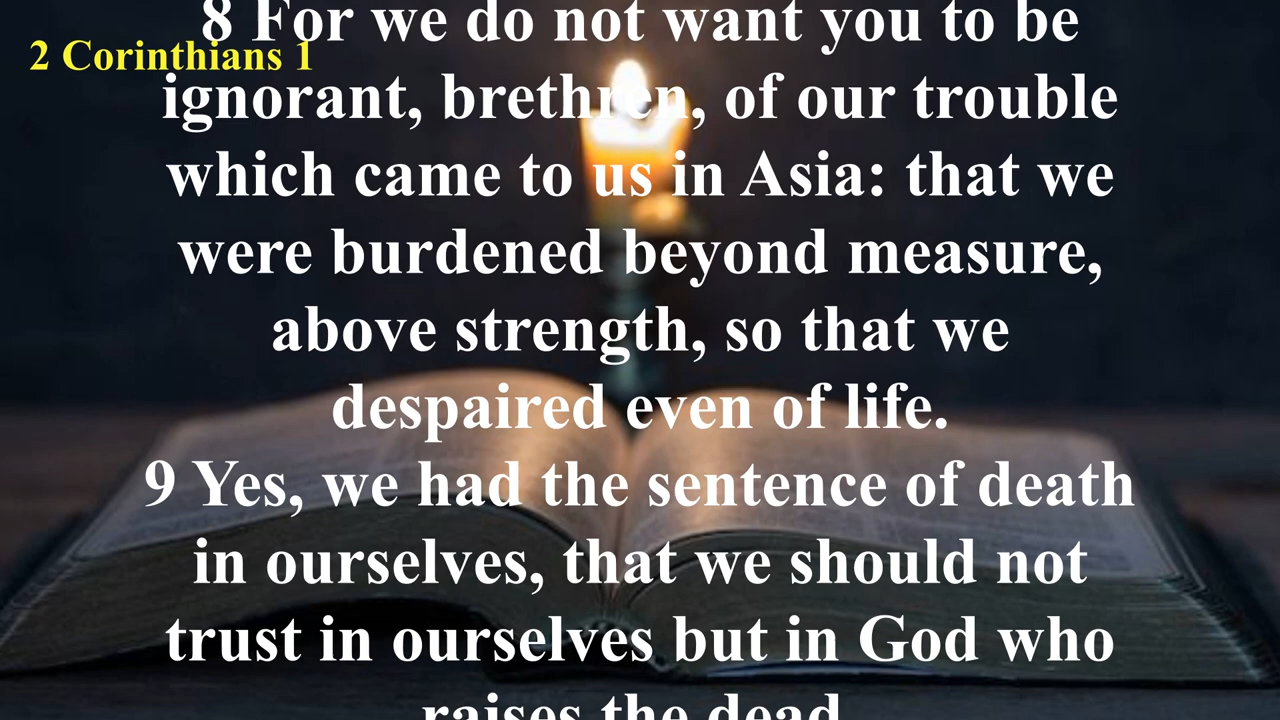 8 For we do not want you to be
2 Corinthians 1
ignorant, brethren, of our trouble
which came to us in Asia: that we
were burdened beyond measure,
above strength, so that we
despaired even of life.
9 Yes, we had the sentence of death
in ourselves, that we should not
trust in ourselves but in God who
raises the dead